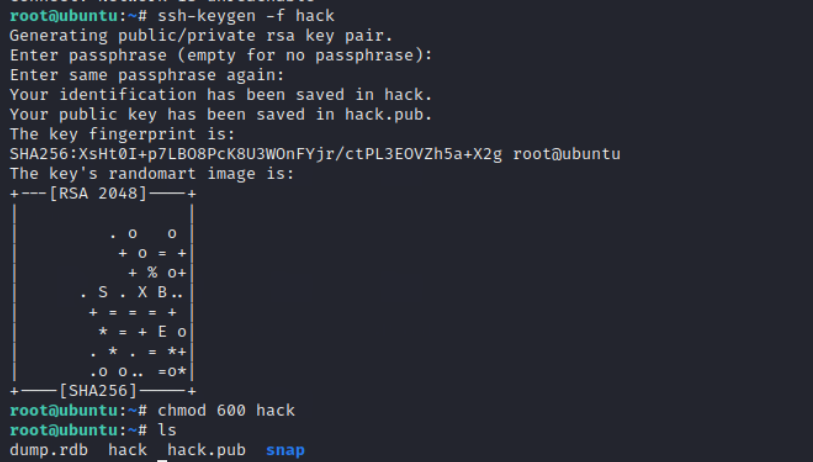 root@ubuntu:~# ssh-keygen -f hack
Generating public/private rsa key pair.
Enter passphrase (empty for no passphrase):
Enter same passphrase again:
Your identification has been saved in hack.
Your public key has been saved in hack.pub.
The key fingerprint is:
SHA256:XsHt0I+p7LBO8PcK8U3WOnFYjr/ctPL3EOVZh5a+X2g root@ubuntu
The key's randomart image is:
+---[RSA 2048]----+
|                 |
|          . o   o |
|           + o = +|
|            + % o+|
|       . S . X B..|
|        + = = = + |
|         * = + E o|
|        . * . = *+|
|        .o o.. =o*|
+----[SHA256]-----+
root@ubuntu:~# chmod 600 hack
root@ubuntu:~# ls
dump.rdb  hack  hack.pub  snap